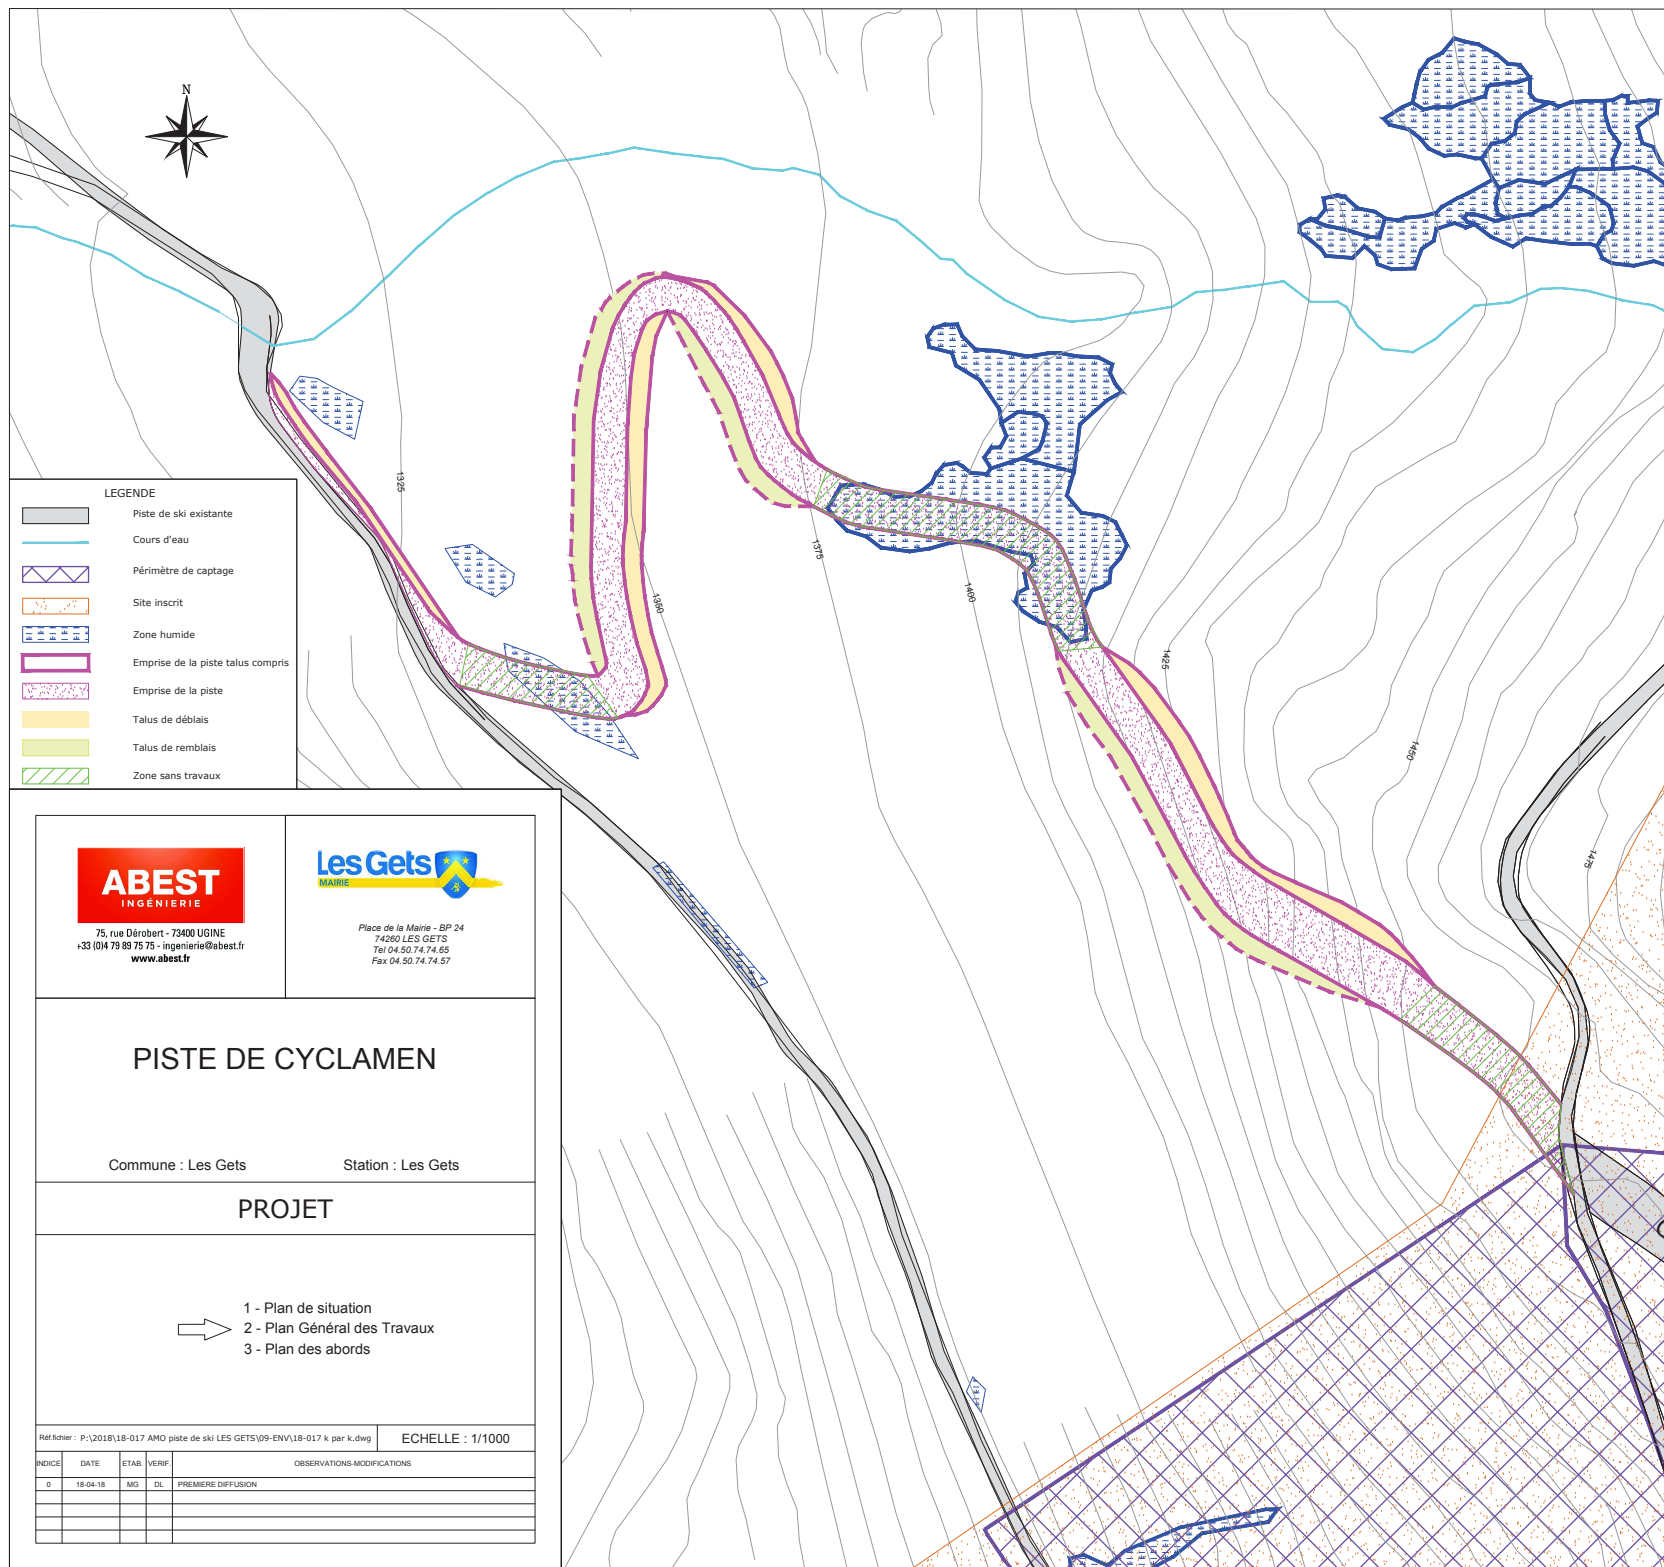 N
1325
1350
1375
1400
1425
1450
1475
LEGENDE
Piste de ski existante
Cours d'eau
Périmètre de captage
Site inscrit
Zone humide
Emprise de la piste talus compris
Emprise de la piste
Talus de déblais
Talus de remblais
Zone sans travaux
ABEST
INGÉNIERIE
75, rue Dérobert - 73400 UGINE
+33 (0)4 79 89 75 75 - ingenierie@abest.fr
www.abest.fr
Les Gets
MAIRIE
Place de la Mairie - BP 24
74260 LES GETS
Tel 04.50.74.74.65
Fax 04.50.74.74.57
PISTE DE CYCLAMEN
Commune : Les Gets Station : Les Gets
PROJET
1 - Plan de situation
2 - Plan Général des Travaux
3 - Plan des abords
Réf.fichier : P:\2018\18-017 AMO piste de ski LES GETS\09-ENV\18-017 k par k.dwg ECHELLE : 1/1000
INDICE DATE ETAB. VERIF. OBSERVATIONS-MODIFICATIONS
0 18-04-18 MG DL PREMIERE DIFFUSION